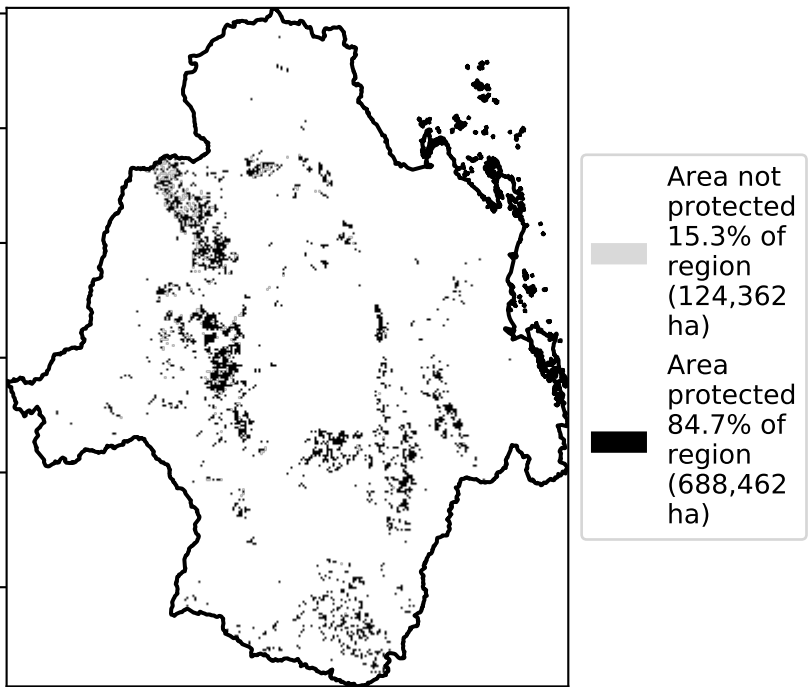 Area not
protected
15.3% of
region
(124,362
ha)
Area
protected
84.7% of
region
(688,462
ha)